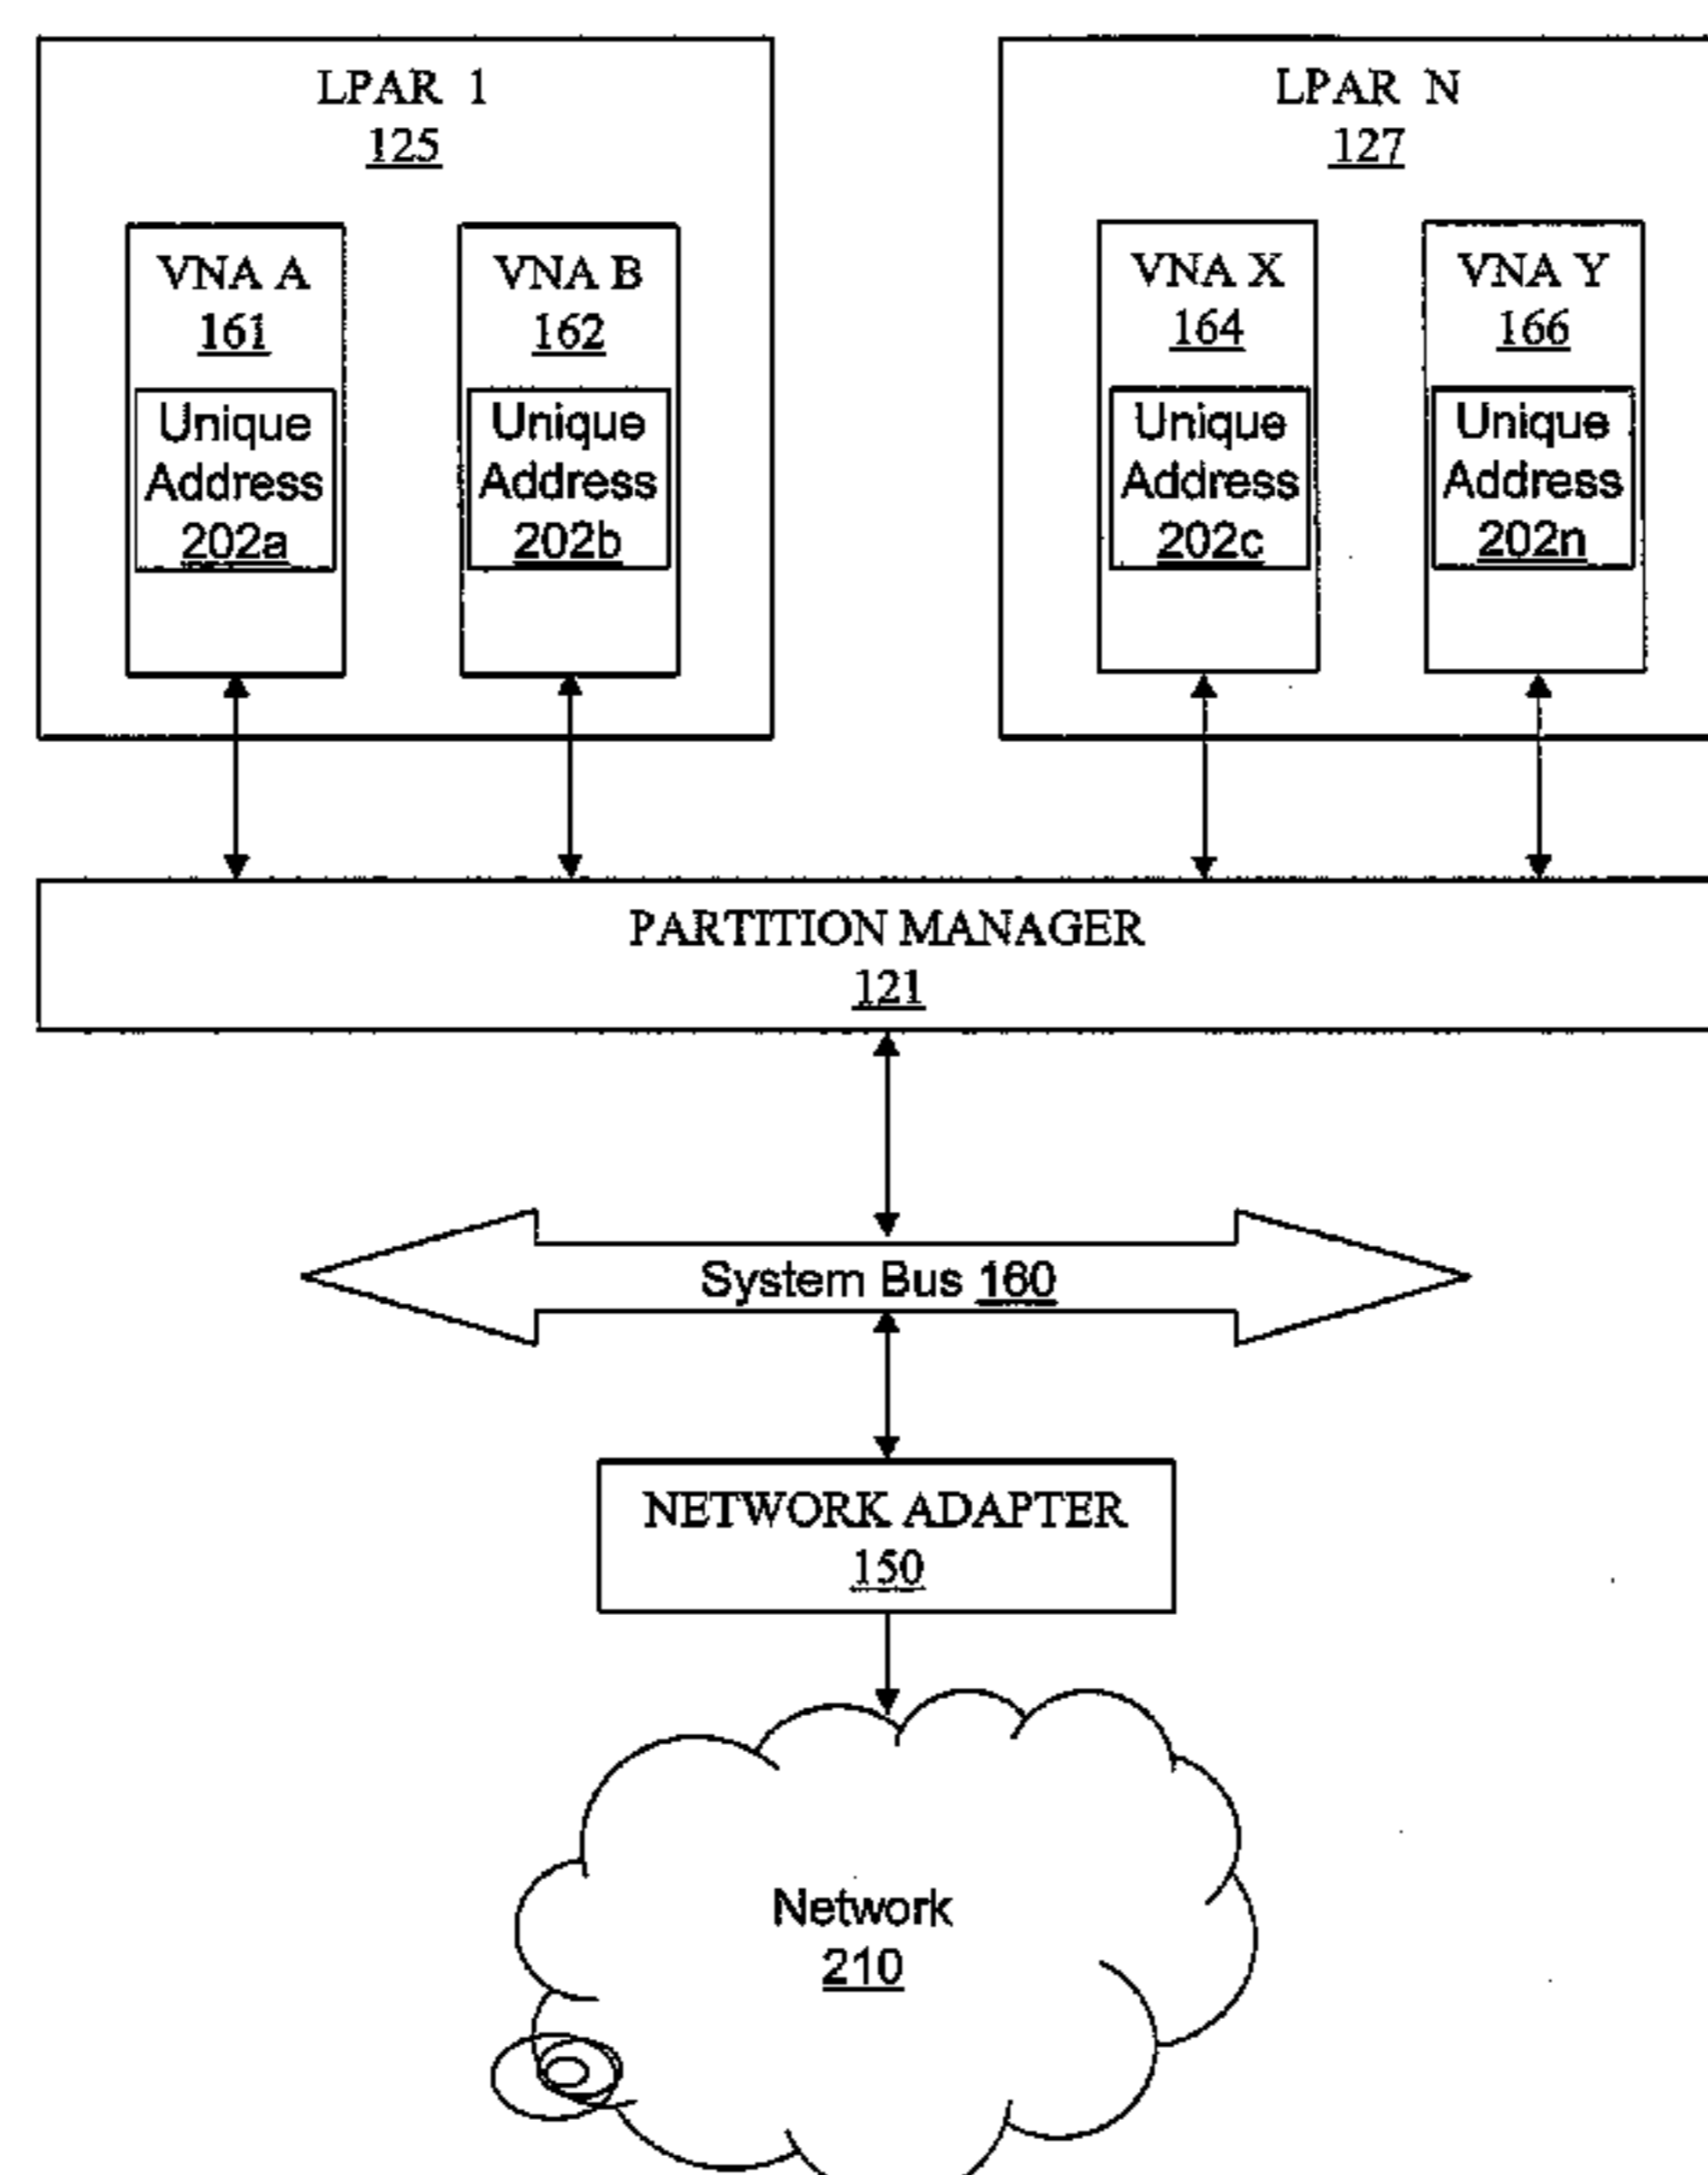 LPAR 1
125
LPAR N
127
VNA A
161
VNA B
162
VNA X
164
VNA Y
166
Unique
Address
202a
Unique
Address
202b
Unique
Address
202c
Unique
Address
202n
PARTITION MANAGER
121
System Bus 160
NETWORK ADAPTER
150
Network
210